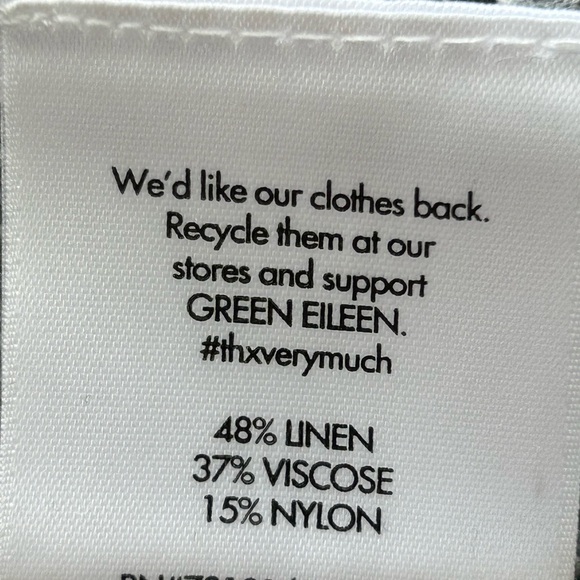 We'd like our clothes back.
Recycle them at our
stores and support
GREEN EILEEN.
#thxverymuch
48% LINEN
37% VISCOSE
15% NYLON